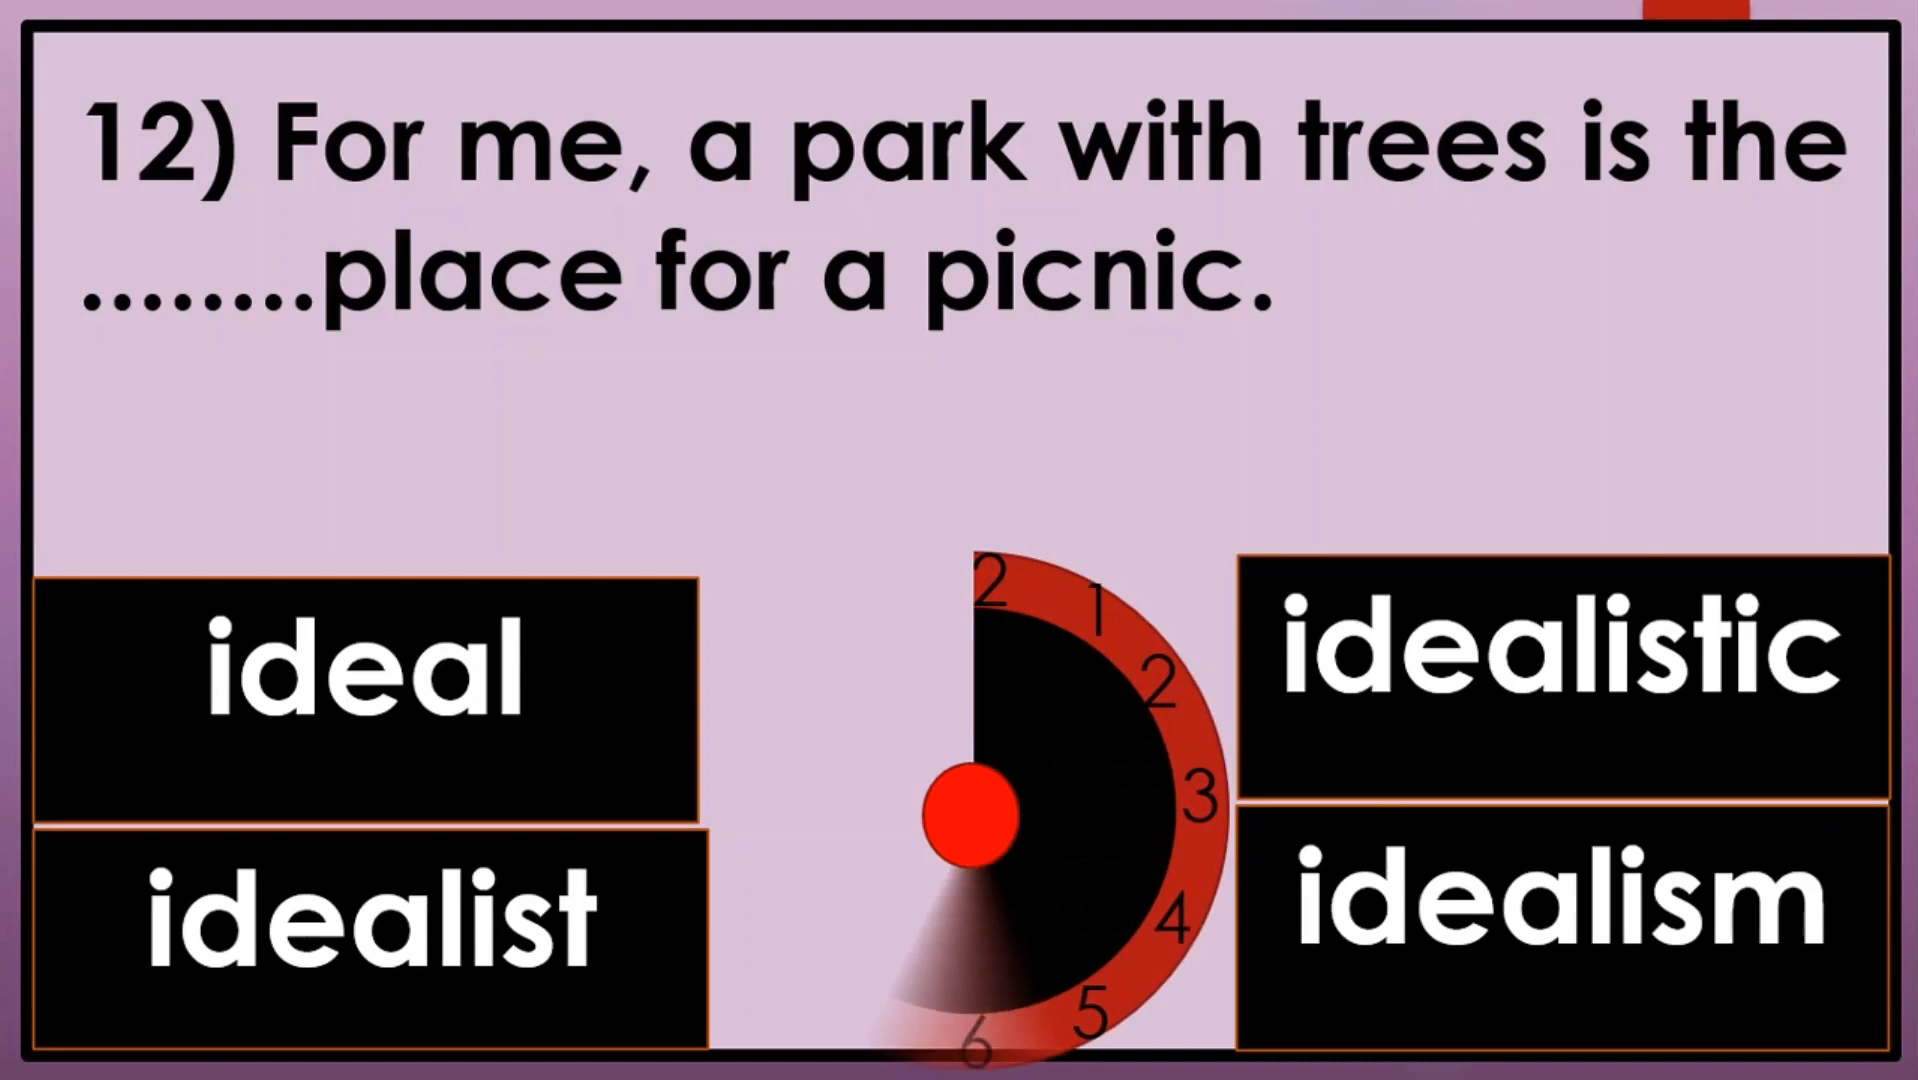 12) For me, a park with trees is the
........place for a picnic.
ideal
idealistic
idealist
idealism
2
1
2
3
4
5
6